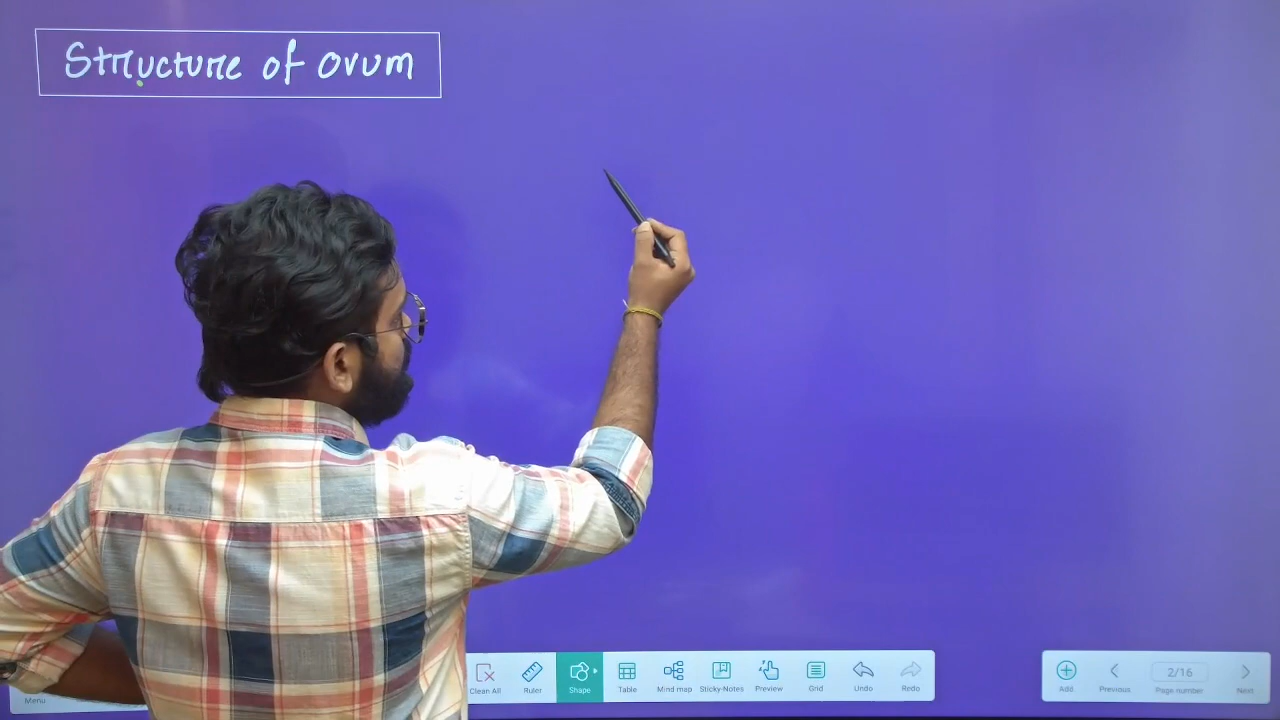 Structure of Ovum
Menu
Clean All
Ruler
Shape
Table
Mind map
Sticky-Notes
Preview
Grid
Undo
Redo
Add
Previous
2/16
Page number
Next